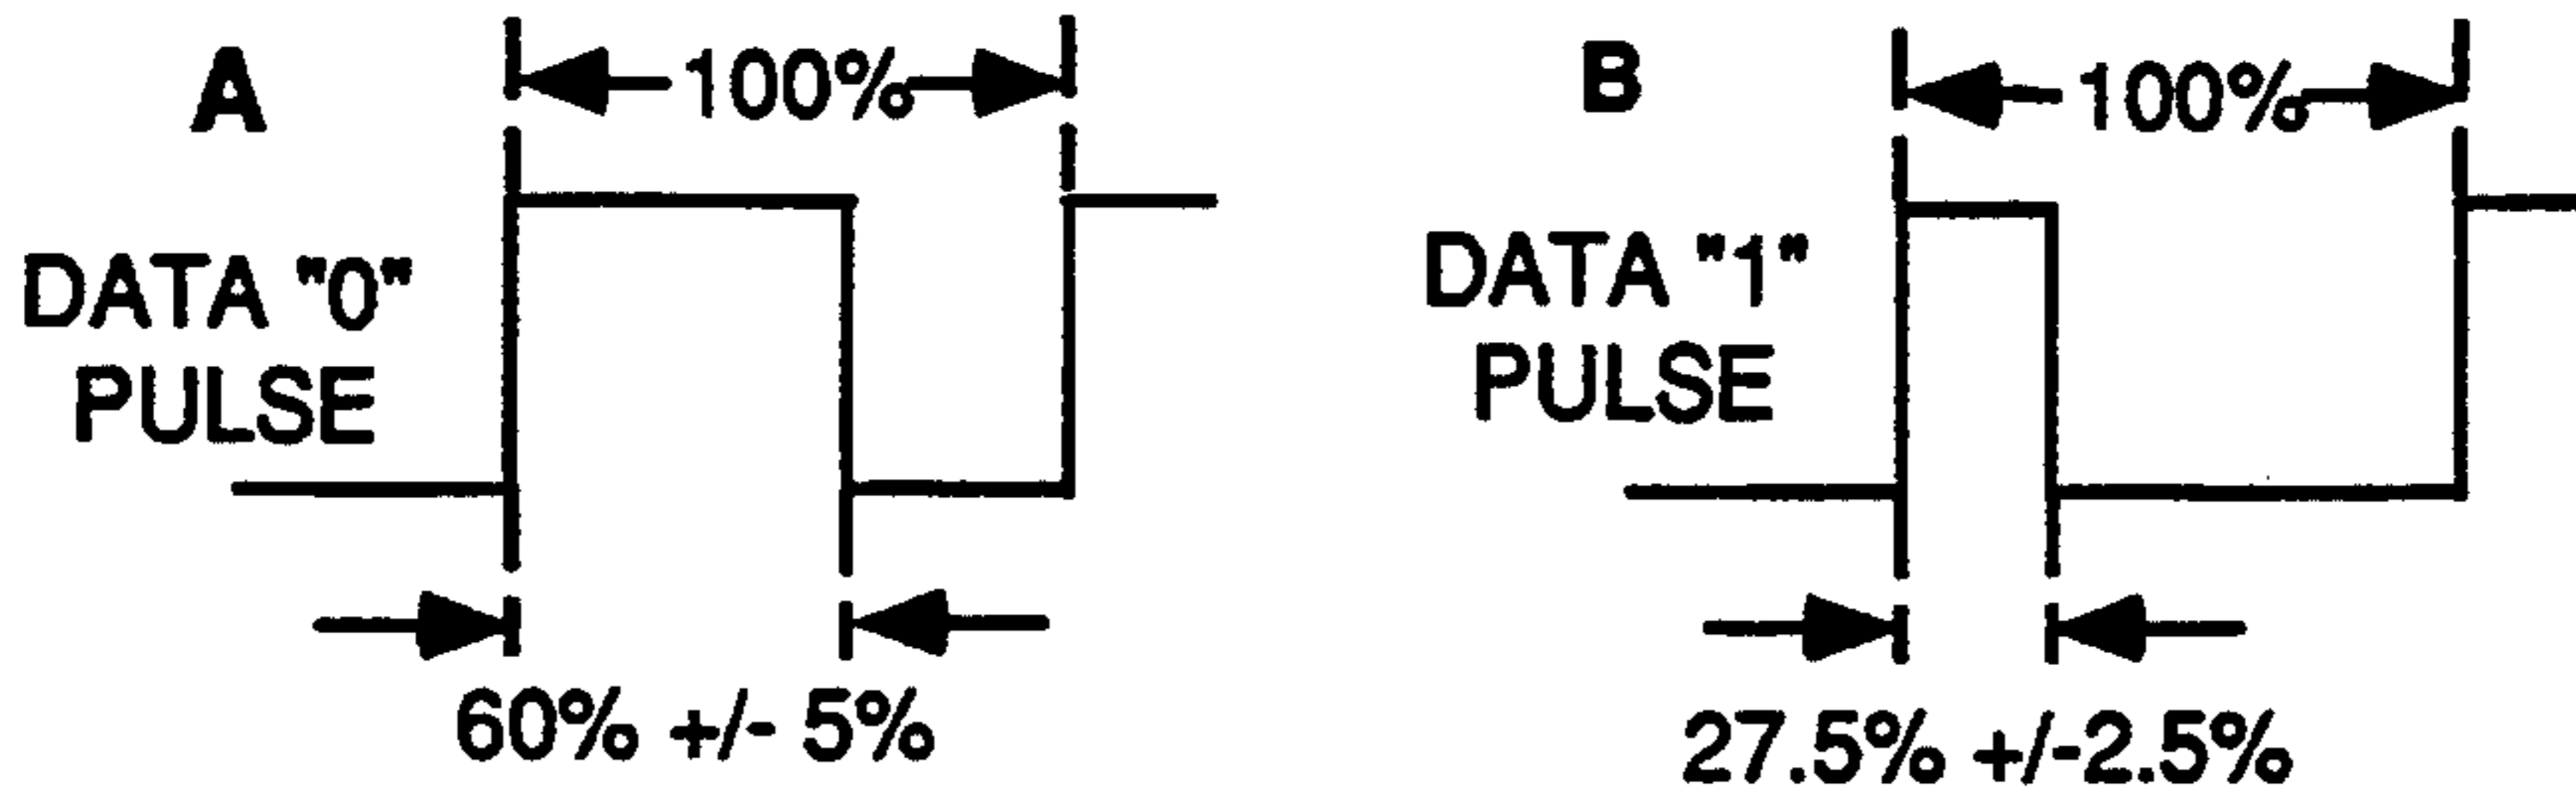 A
100%
DATA "0"
PULSE
60% +/- 5%
B
100%
DATA "1"
PULSE
27.5% +/-2.5%